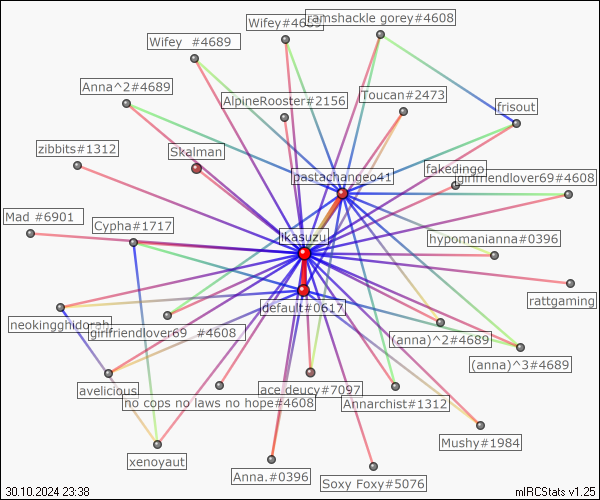 Wifey#4689
ramshackle gorey#4608
Wifey  #4689
Anna^2#4689
AlpineRooster#2156
Toucan#2473
frisout
zibbits#1312
Skalman
fakedingo
pastachangeo41
girlfriendlover69#4608
Mad #6901
Cypha#1717
Ikasuzu
hypomanianna#0396
rattgaming
default#0617
neokingghidorah
girlfriendlover69  #4608
(anna)^2#4689
(anna)^3#4689
avelicious
ace deucy#7097
no cops no laws no hope#4608
Annarchist#1312
Mushy#1984
xenoyaut
Anna.#0396
Soxy Foxy#5076
30.10.2024 23:38
mIRCStats v1.25